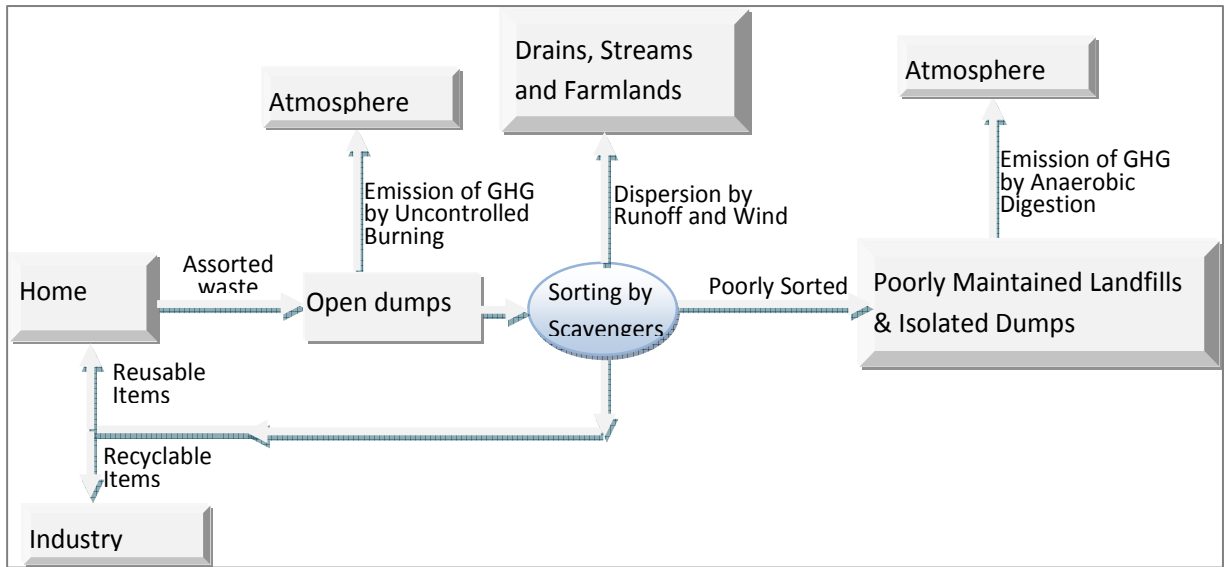 Drains, Streams
and Farmlands
Atmosphere
Atmosphere
Emission of GHG
by Uncontrolled
Burning
Dispersion by
Runoff and Wind
Emission of GHG
by Anaerobic
Digestion
Home
Assorted
waste
Open dumps
Sorting by
Scavengers
Poorly Sorted
Poorly Maintained Landfills
& Isolated Dumps
Reusable
Items
Recyclable
Items
Industry